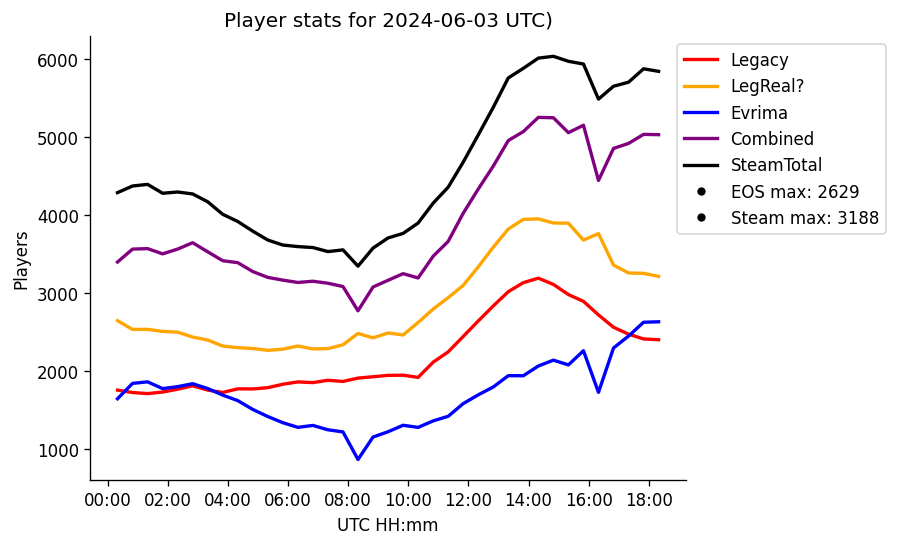 Player stats for 2024-06-03 UTC)
Players
6000
5000
4000
3000
2000
1000
00:00 02:00 04:00 06:00 08:00 10:00 12:00 14:00 16:00 18:00
UTC HH:mm
Legacy
LegReal?
Evrima
Combined
SteamTotal
EOS max: 2629
Steam max: 3188